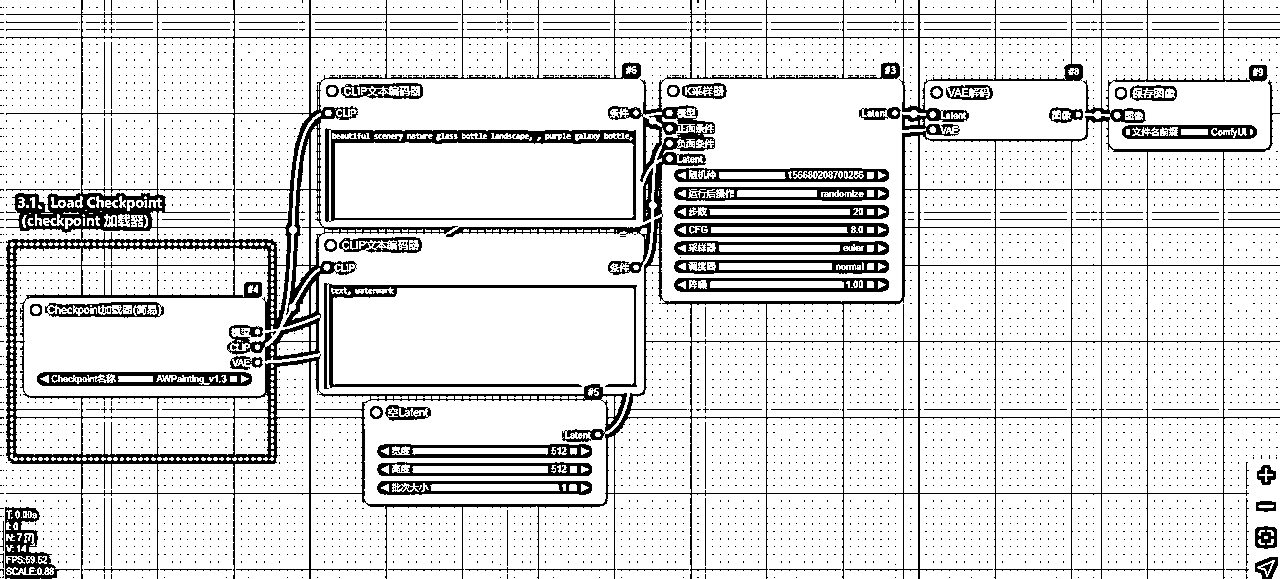 #6
CLIP文本编码器
CLIP
条件
beautiful scenery nature glass bottle landscape, , purple galaxy bottle,
#3
K采样器
模型
Latent
正面条件
负面条件
Latent
随机种 156680208700286
运行后操作 randomize
步数 20
CFG 8.0
采样器 euler
调度器 normal
降噪 1.00
#8
VAE解码
Latent
图像
VAE
#9
保存图像
图像
文件名前缀 ComfyUI
3.1、Load Checkpoint
(checkpoint 加载器)
CLIP文本编码器
CLIP
条件
text, watermark
#4
Checkpoint加载器(简易)
模型
CLIP
VAE
Checkpoint名称 AWPainting_v1.3
#5
空Latent
Latent
宽度 512
高度 512
批次大小 1
T: 0.00s
I: 0
N: 7 [7]
V: 14
FPS:59.52
SCALE:0.88